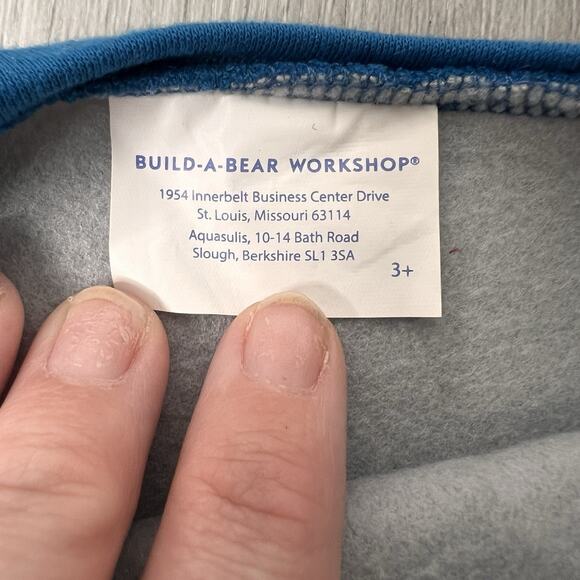 BUILD-A-BEAR WORKSHOP®
1954 Innerbelt Business Center Drive
St. Louis, Missouri 63114
Aquasulis, 10-14 Bath Road
Slough, Berkshire SL1 3SA
3+